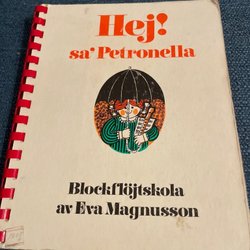 Hej!
sa' Petronella
Blockflöjtskola
av Eva Magnusson